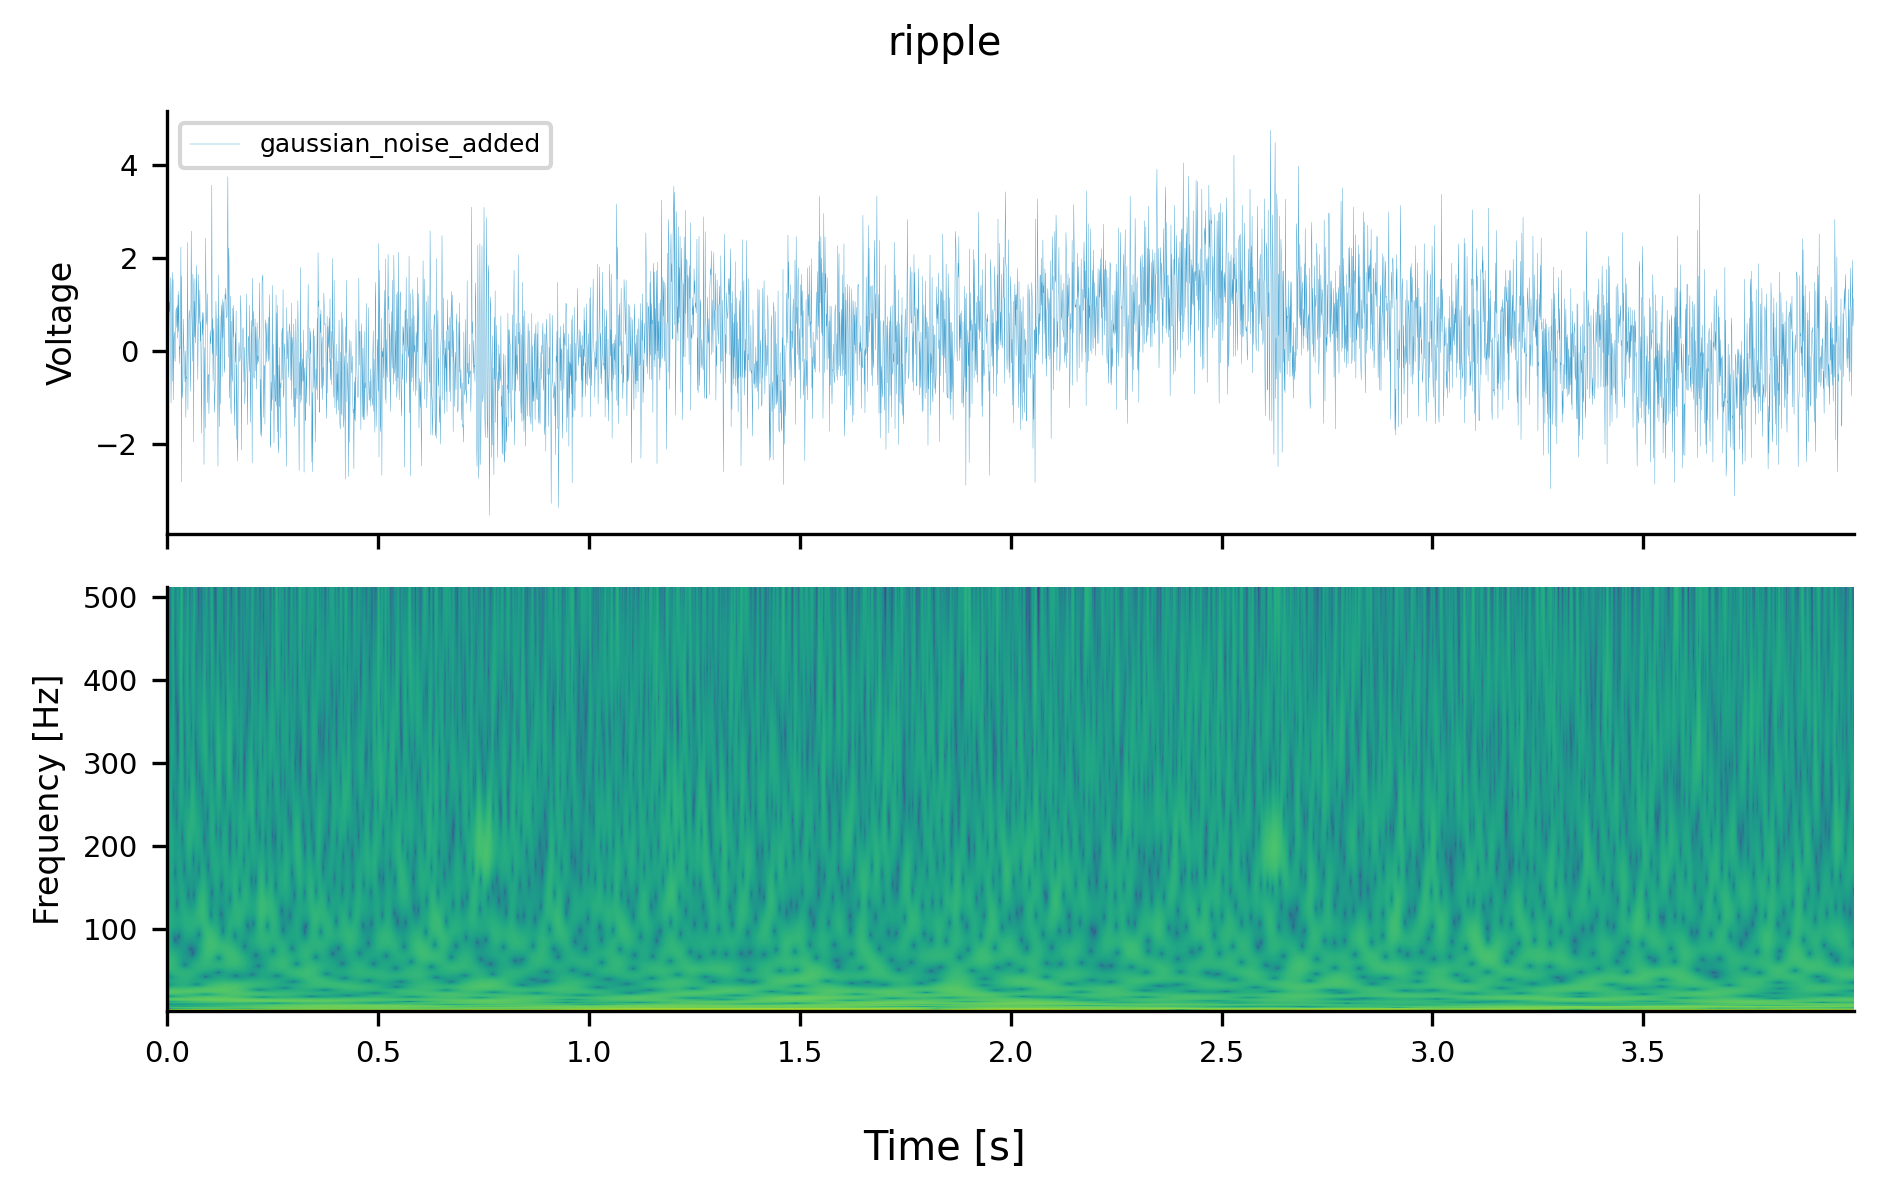 ripple
gaussian_noise_added
Voltage
4
2
0
−2
Frequency [Hz]
500
400
300
200
100
0.0 0.5 1.0 1.5 2.0 2.5 3.0 3.5
Time [s]